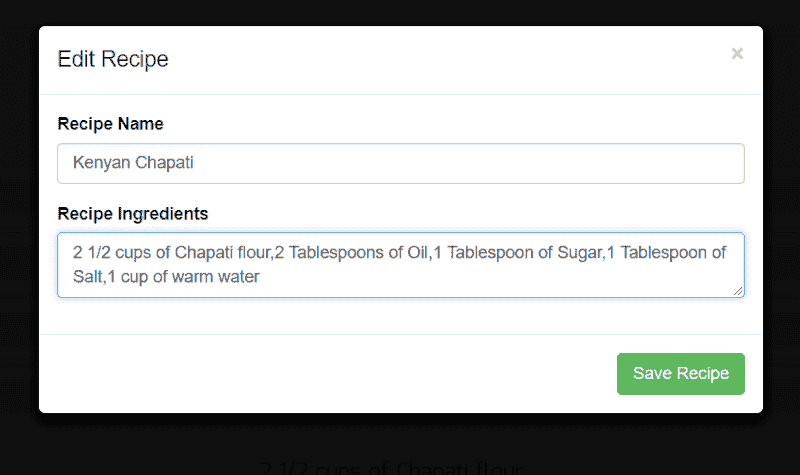 Edit Recipe
×
Recipe Name
Kenyan Chapati
Recipe Ingredients
2 1/2 cups of Chapati flour,2 Tablespoons of Oil,1 Tablespoon of Sugar,1 Tablespoon of
Salt,1 cup of warm water
Save Recipe
2 1/2 cups of Chapati flour